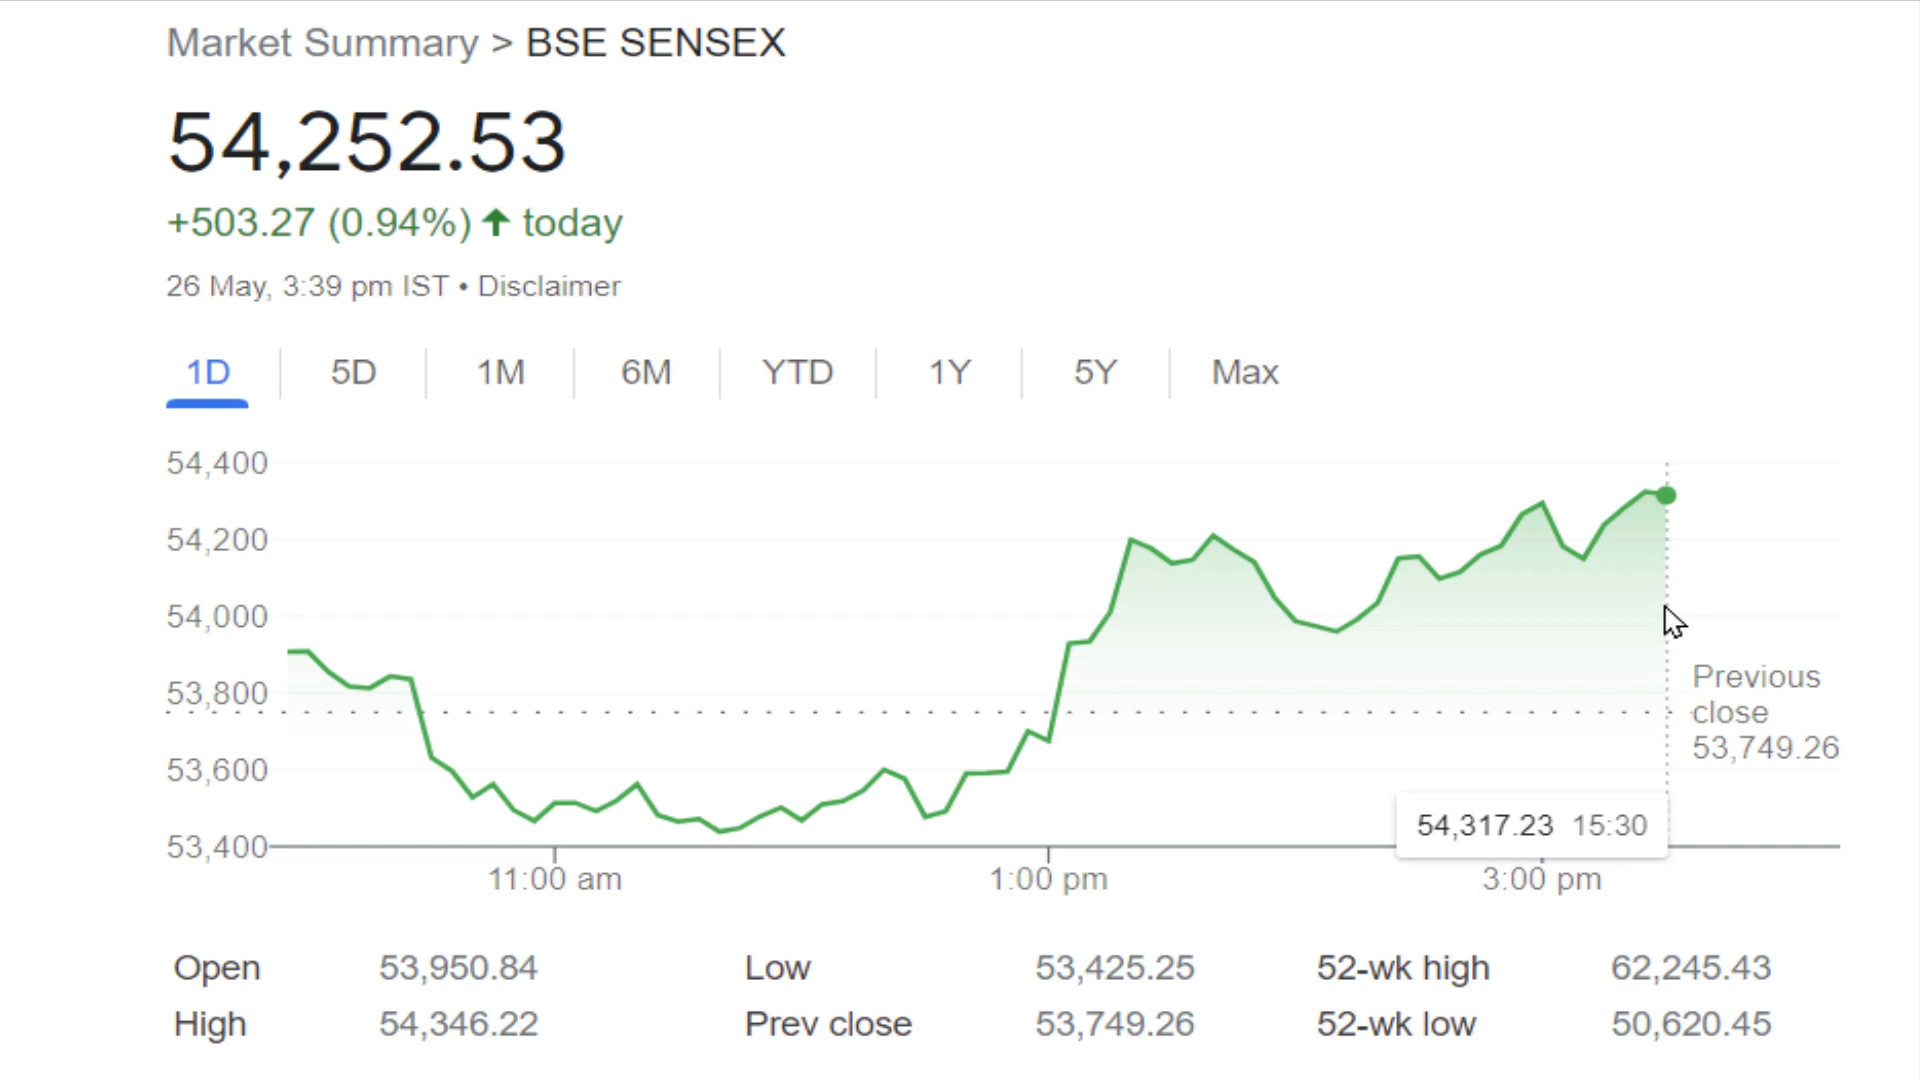 Market Summary > BSE SENSEX
54,252.53
+503.27 (0.94%) ↑ today
26 May, 3:39 pm IST • Disclaimer
1D 5D 1M 6M YTD 1Y 5Y Max
54,400
54,200
54,000
53,800
53,600
53,400
Previous
close
53,749.26
54,317.23 15:30
11:00 am 1:00 pm 3:00 pm
Open 53,950.84 Low 53,425.25 52-wk high 62,245.43
High 54,346.22 Prev close 53,749.26 52-wk low 50,620.45